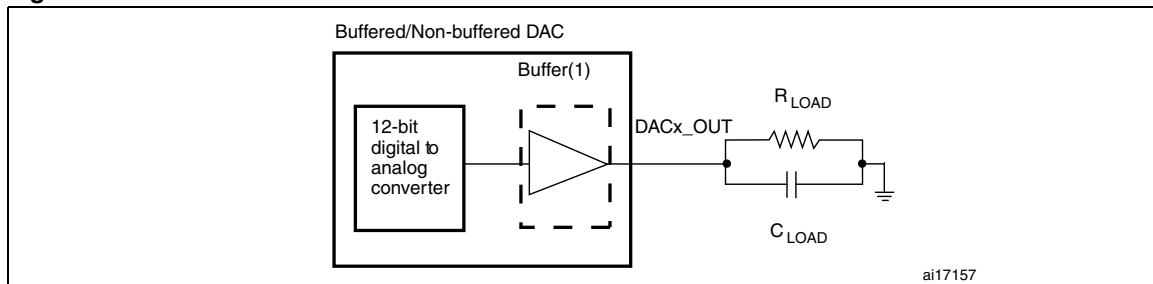 Buffered/Non-buffered DAC
Buffer(1)
12-bit
digital to
analog
converter
DACx_OUT
R LOAD
C LOAD
ai17157